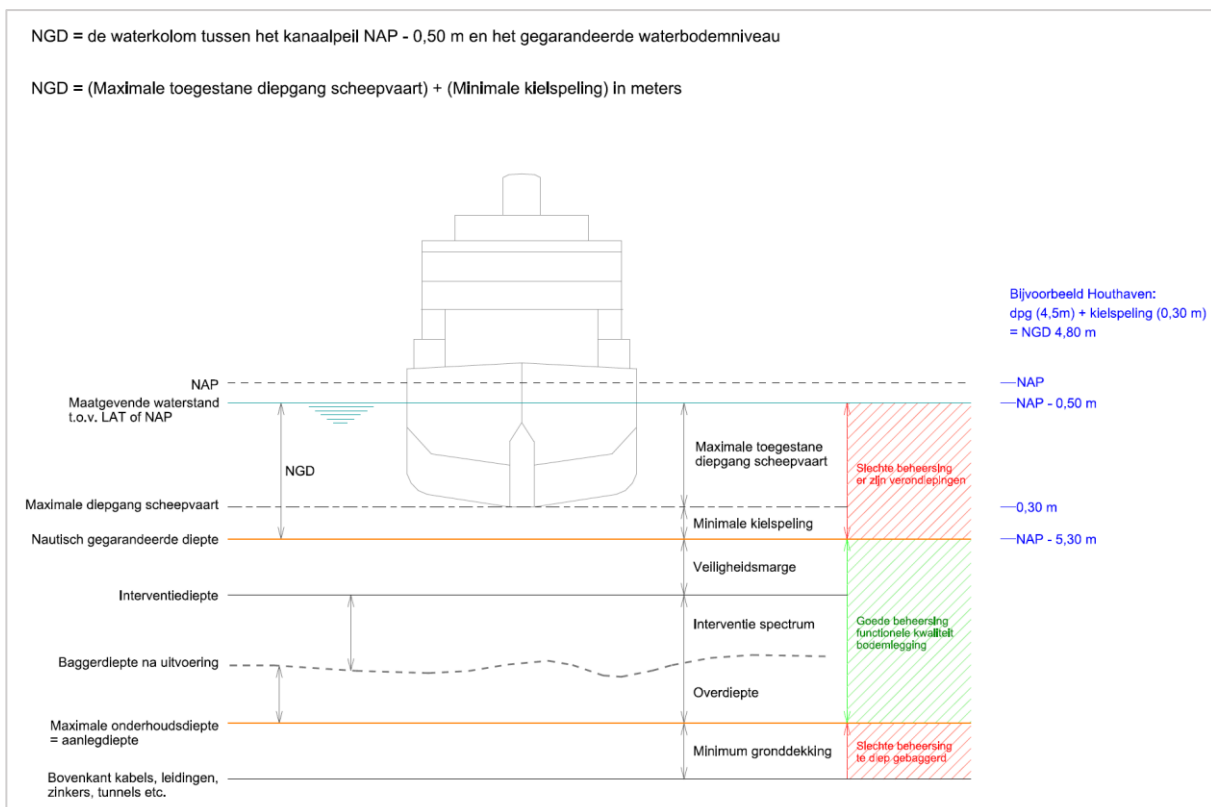 NGD = de waterkolom tussen het kanaalpeil NAP - 0,50 m en het gegarandeerde waterbodemniveau
NGD = (Maximale toegestane diepgang scheepvaart) + (Minimale kielspeling) in meters
Bijvoorbeeld Houthaven:
dpg (4,5m) + kielspeling (0,30 m)
= NGD 4,80 m
NAP
NAP
Maatgevende waterstand
t.o.v. LAT of NAP
NAP - 0,50 m
NGD
Maximale toegestane
diepgang scheepvaart
Slechte beheersing
er zijn verondiepingen
Maximale diepgang scheepvaart
0,30 m
Minimale kielspeling
Nautisch gegarandeerde diepte
NAP - 5,30 m
Veiligheidsmarge
Interventiediepte
Interventie spectrum
Goede beheersing
functionele kwaliteit
bodemlegging
Baggerdiepte na uitvoering
Overdiepte
Maximale onderhoudsdiepte
= aanlegdiepte
Minimum gronddekking
Slechte beheersing
te diep gebaggerd
Bovenkant kabels, leidingen,
zinkers, tunnels etc.